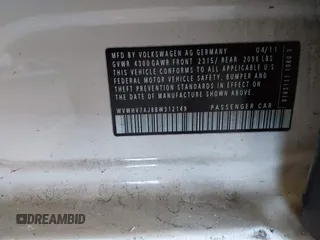 MFD BY VOLKSWAGEN AG GERMANY 04/11
GVWR 4300 GAWR FRONT 2315/ REAR 2096 LBS
THIS VEHICLE CONFORMS TO ALL APPLICABLE
FEDERAL MOTOR VEHICLE SAFETY, BUMPER AND
THEFT PREVENTION STANDARDS IN EFFECT ON THE
DATE OF MANUFACTURE SHOWN ABOVE.
PASSENGER CAR
DREAMBID